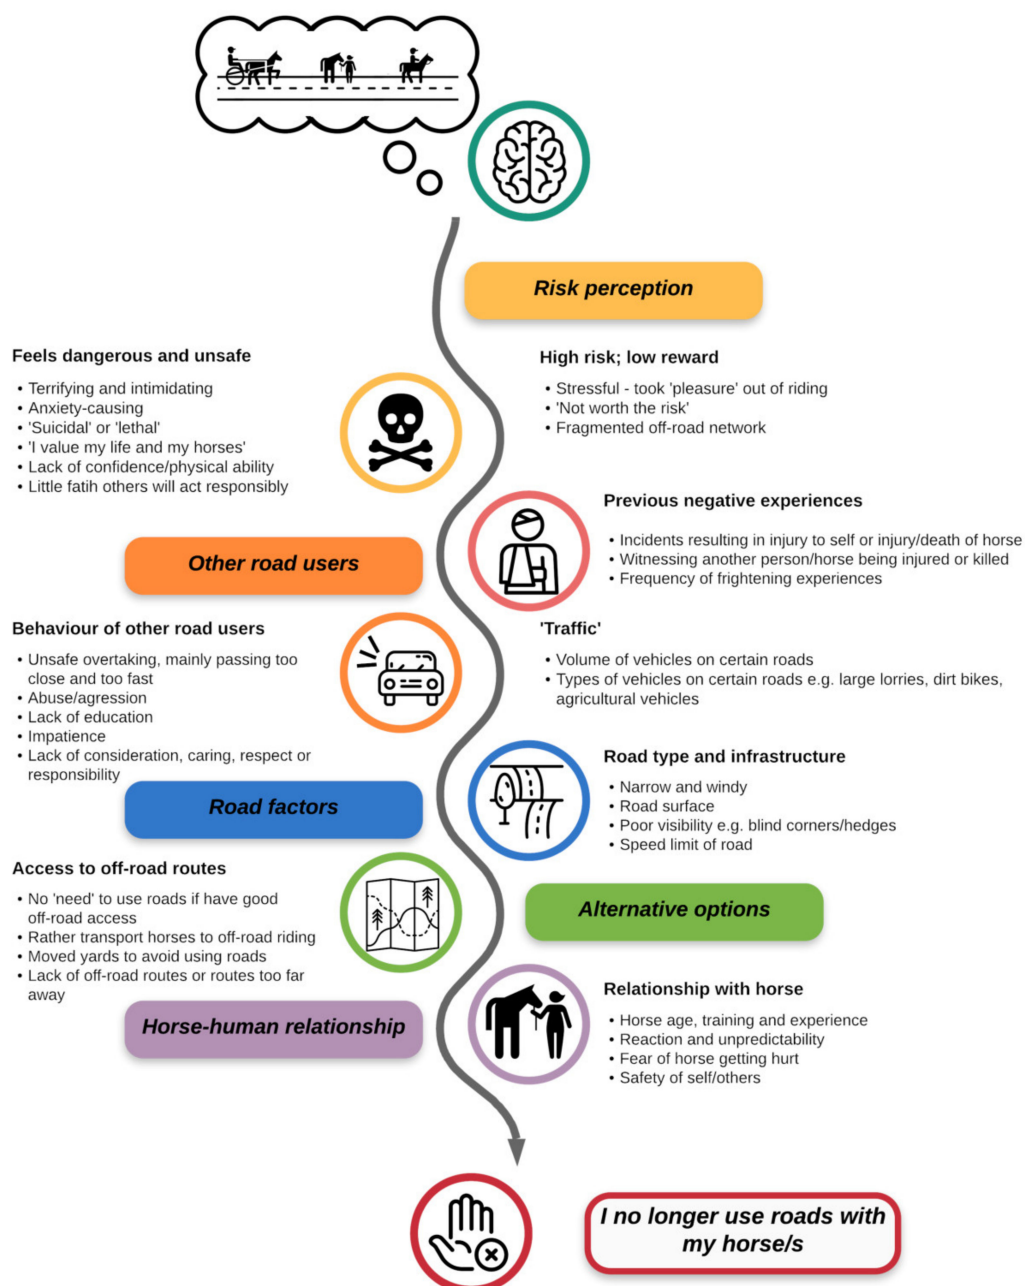 Risk perception
Feels dangerous and unsafe
• Terrifying and intimidating
• Anxiety-causing
• 'Suicidal' or 'lethal'
• 'I value my life and my horses'
• Lack of confidence/physical ability
• Little fatih others will act responsibly
High risk; low reward
• Stressful - took 'pleasure' out of riding
• 'Not worth the risk'
• Fragmented off-road network
Previous negative experiences
• Incidents resulting in injury to self or injury/death of horse
• Witnessing another person/horse being injured or killed
• Frequency of frightening experiences
Other road users
Behaviour of other road users
• Unsafe overtaking, mainly passing too
close and too fast
• Abuse/agression
• Lack of education
• Impatience
• Lack of consideration, caring, respect or
responsibility
'Traffic'
• Volume of vehicles on certain roads
• Types of vehicles on certain roads e.g. large lorries, dirt bikes,
agricultural vehicles
Road factors
Road type and infrastructure
• Narrow and windy
• Road surface
• Poor visibility e.g. blind corners/hedges
• Speed limit of road
Access to off-road routes
• No 'need' to use roads if have good
off-road access
• Rather transport horses to off-road riding
• Moved yards to avoid using roads
• Lack of off-road routes or routes too far
away
Alternative options
Horse-human relationship
Relationship with horse
• Horse age, training and experience
• Reaction and unpredictability
• Fear of horse getting hurt
• Safety of self/others
I no longer use roads with
my horse/s